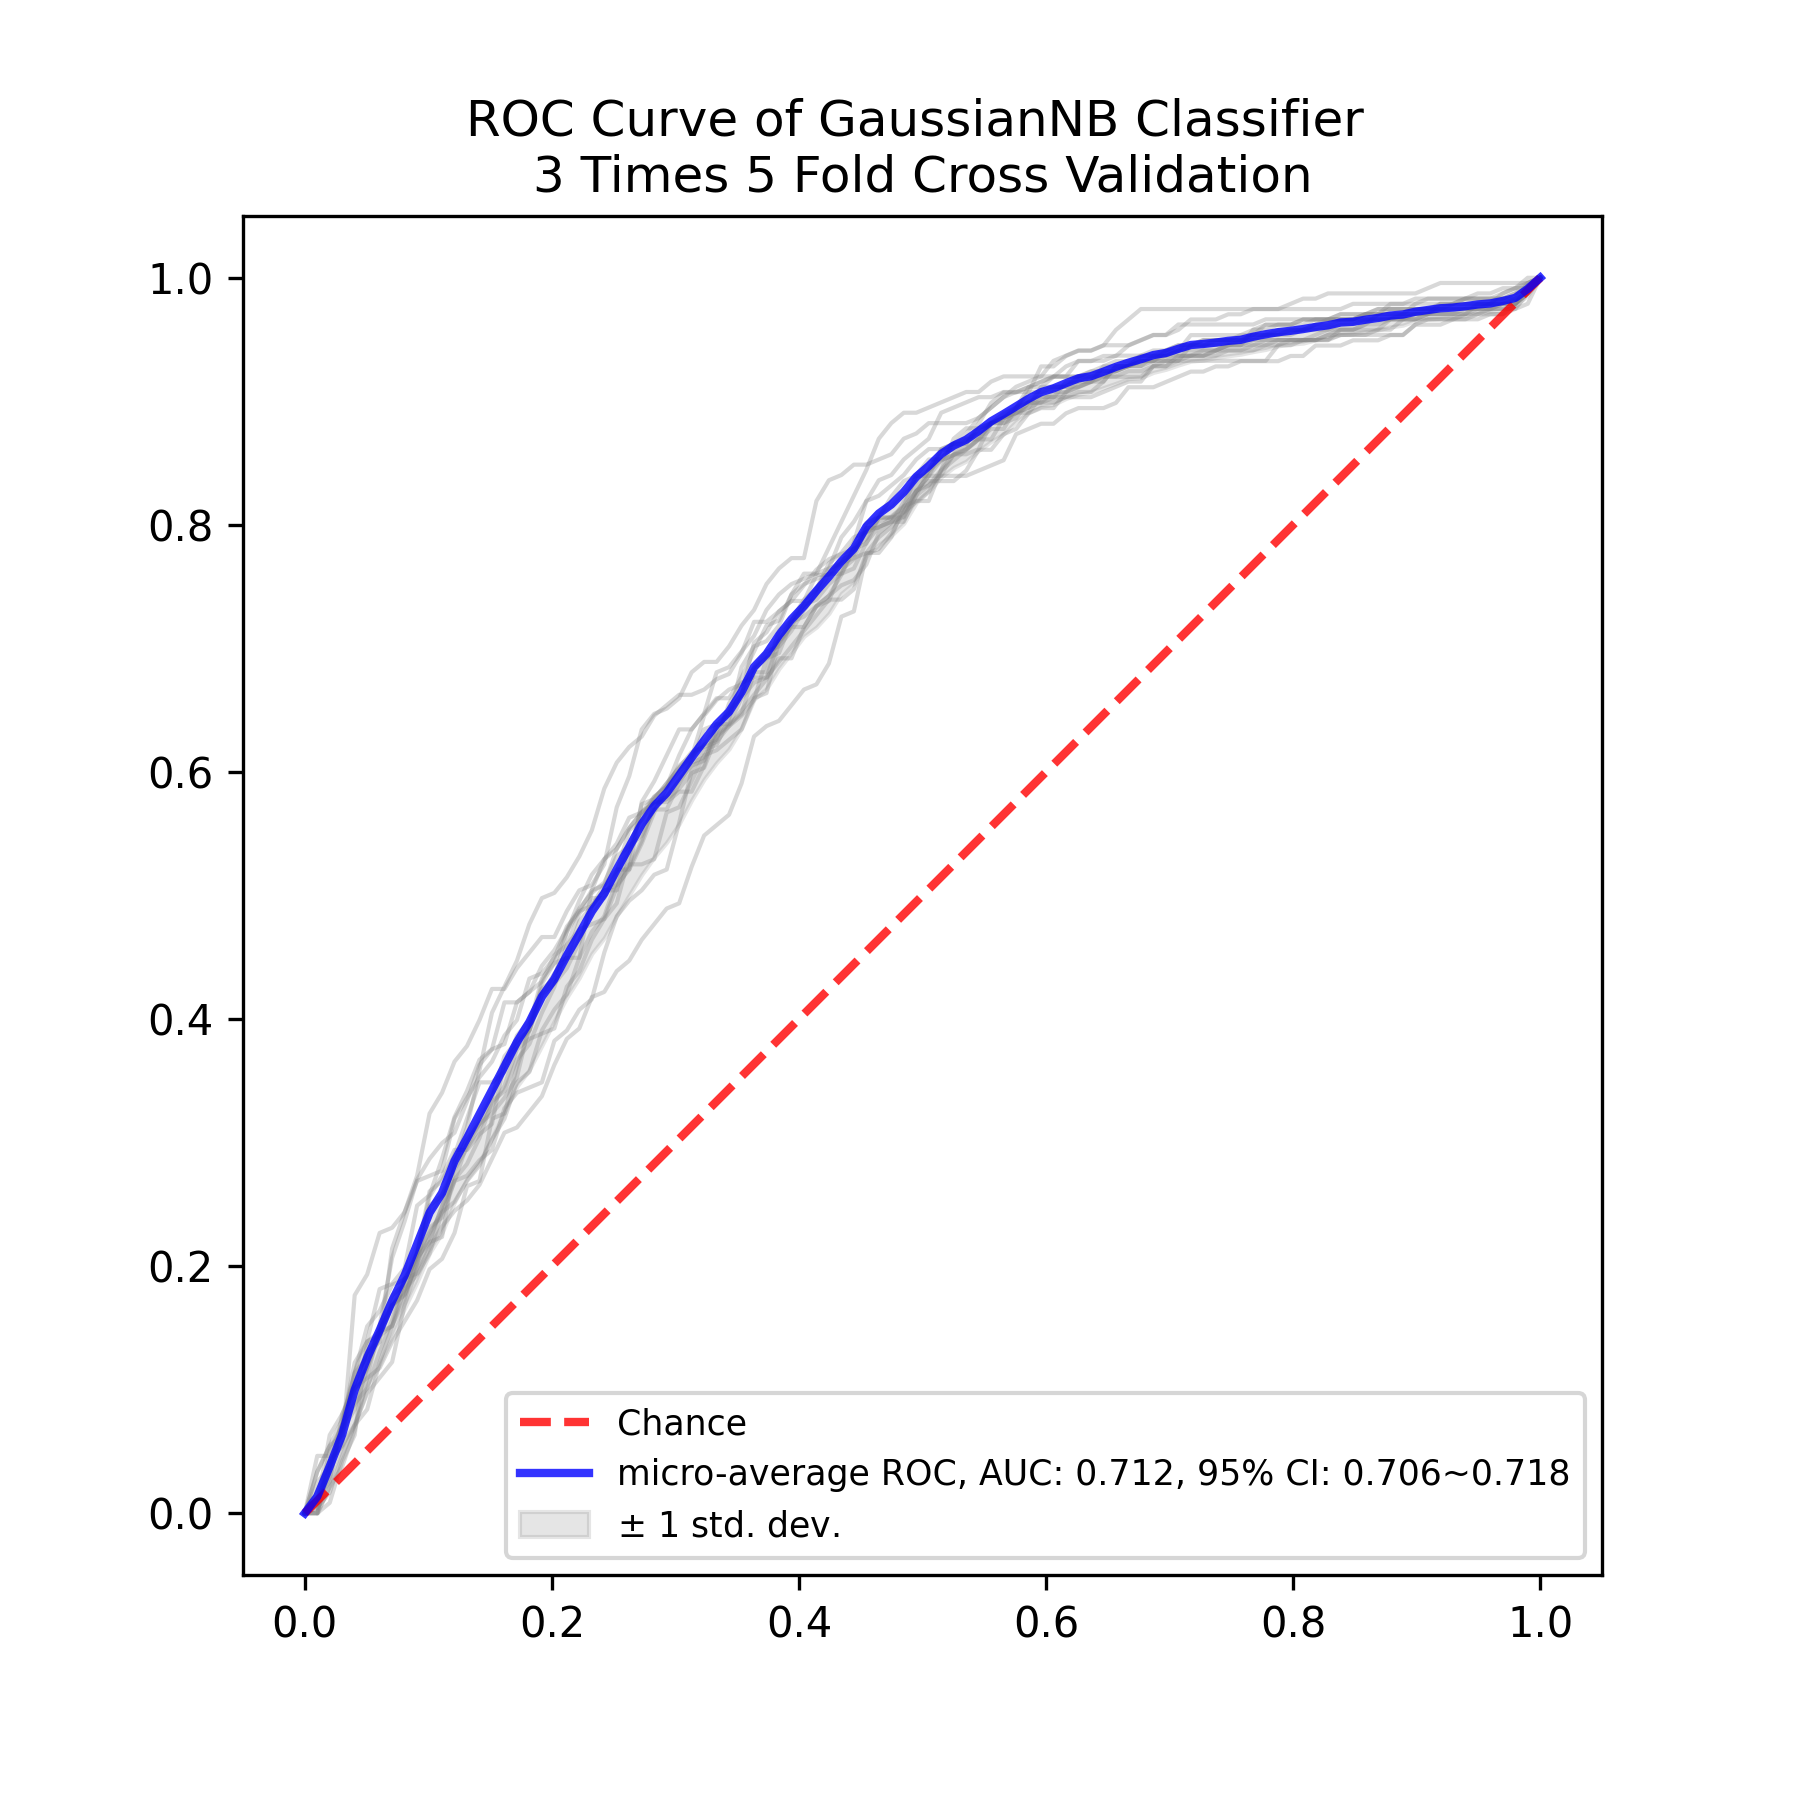 ROC Curve of GaussianNB Classifier
3 Times 5 Fold Cross Validation
1.0
0.8
0.6
0.4
0.2
0.0
Chance
micro-average ROC, AUC: 0.712, 95% CI: 0.706~0.718
± 1 std. dev.
0.0 0.2 0.4 0.6 0.8 1.0